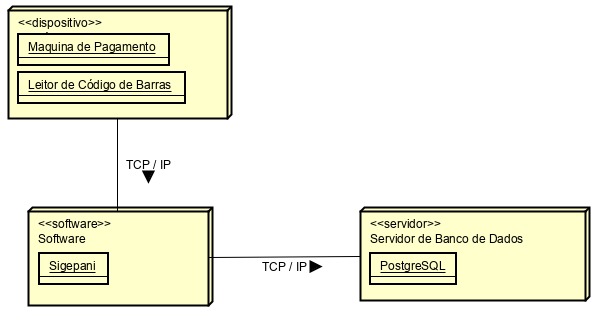 <<dispositivo>>
Maquina de Pagamento
Leitor de Código de Barras
TCP / IP
<<software>>
Software
Sigepani
TCP / IP
<<servidor>>
Servidor de Banco de Dados
PostgreSQL